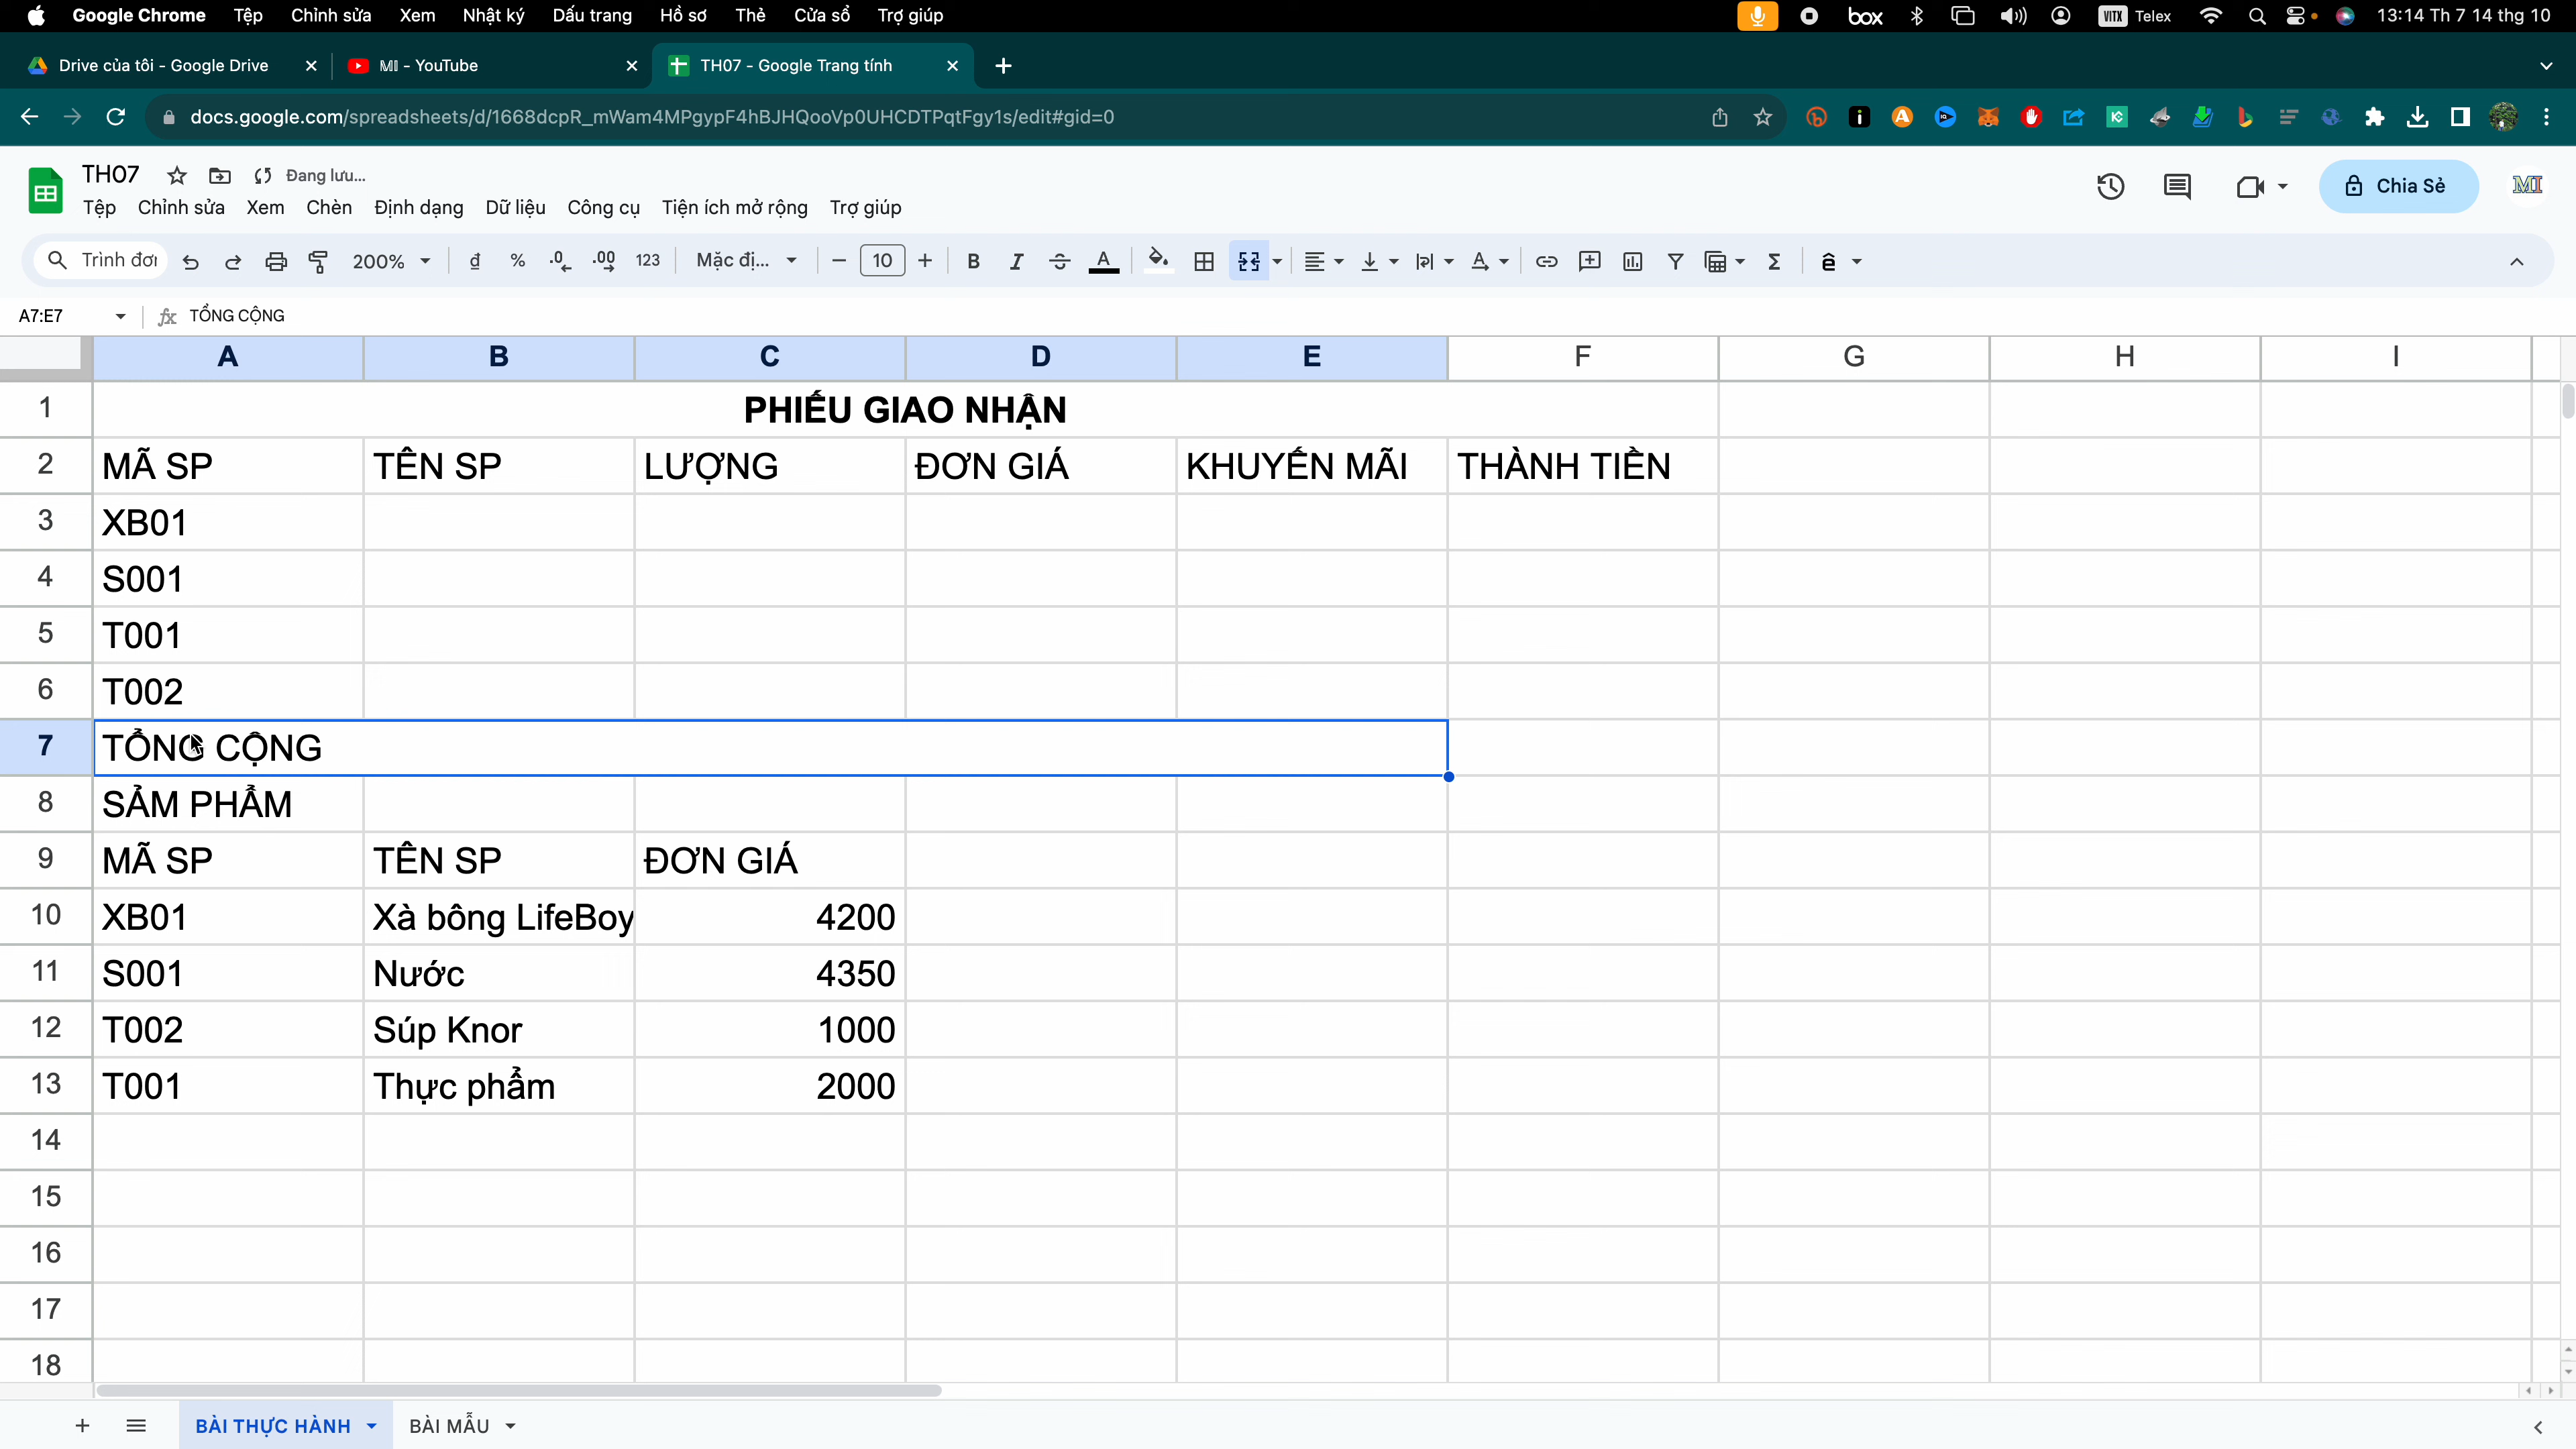 Google Chrome Tệp Chỉnh sửa Xem Nhật ký Dấu trang Hồ sơ Thẻ Cửa sổ Trợ giúp box VITX Telex 13:14 Th 7 14 thg 10
Drive của tôi - Google Drive MI - YouTube TH07 - Google Trang tính
docs.google.com/spreadsheets/d/1668dcpR_mWam4MPgypF4hBJHQooVp0UHCDTPqtFgy1s/edit#gid=0
TH07 Đang lưu...
Tệp Chỉnh sửa Xem Chèn Định dạng Dữ liệu Công cụ Tiện ích mở rộng Trợ giúp
Chia Sẻ MI
Trình đơn 200% đ % .0 .00 123 Mặc đị... 10 B I A A Σ ê
A7:E7 fx TỔNG CỘNG
A B C D E F G H I
1 PHIẾU GIAO NHẬN
2 MÃ SP TÊN SP LƯỢNG ĐƠN GIÁ KHUYẾN MÃI THÀNH TIỀN
3 XB01
4 S001
5 T001
6 T002
7 TỔNG CỘNG
8 SẢM PHẨM
9 MÃ SP TÊN SP ĐƠN GIÁ
10 XB01 Xà bông LifeBoy 4200
11 S001 Nước 4350
12 T002 Súp Knor 1000
13 T001 Thực phẩm 2000
14
15
16
17
18
BÀI THỰC HÀNH BÀI MẪU